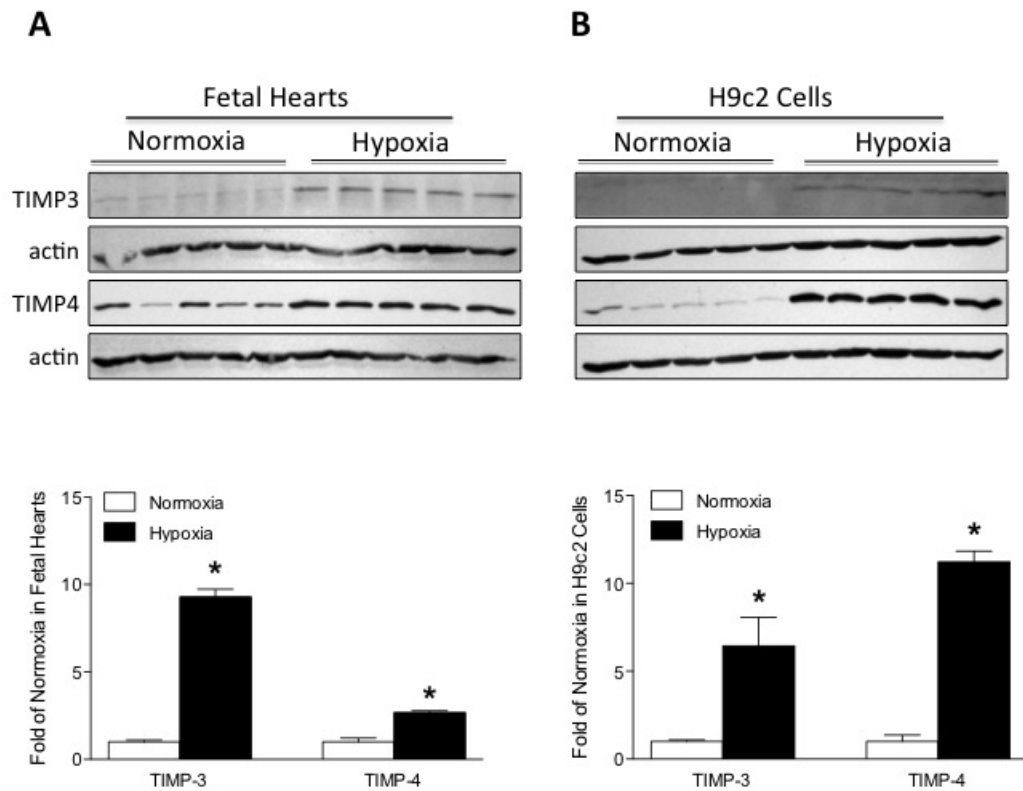 A
Fetal Hearts
Normoxia Hypoxia
TIMP3
actin
TIMP4
actin
15
10
5
0
Fold of Normoxia in Fetal Hearts
Normoxia
Hypoxia
*
*
TIMP-3 TIMP-4
B
H9c2 Cells
Normoxia Hypoxia
15
10
5
0
Fold of Normoxia in H9c2 Cells
Normoxia
Hypoxia
*
*
TIMP-3 TIMP-4